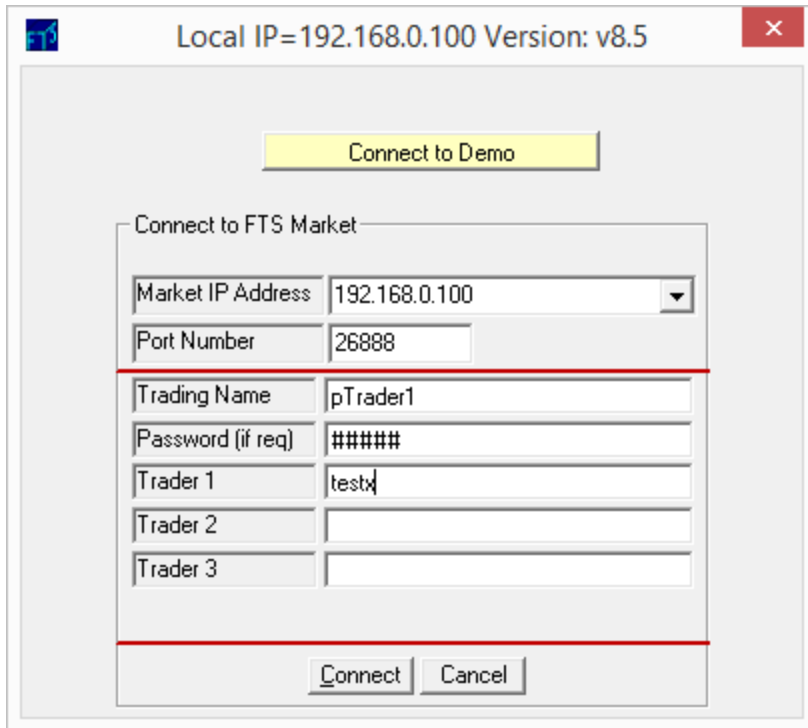 FTS Local IP=192.168.0.100 Version: v8.5
Connect to Demo
Connect to FTS Market
Market IP Address 192.168.0.100
Port Number 26888
Trading Name pTrader1
Password (if req) #####
Trader 1 testx
Trader 2
Trader 3
Connect Cancel